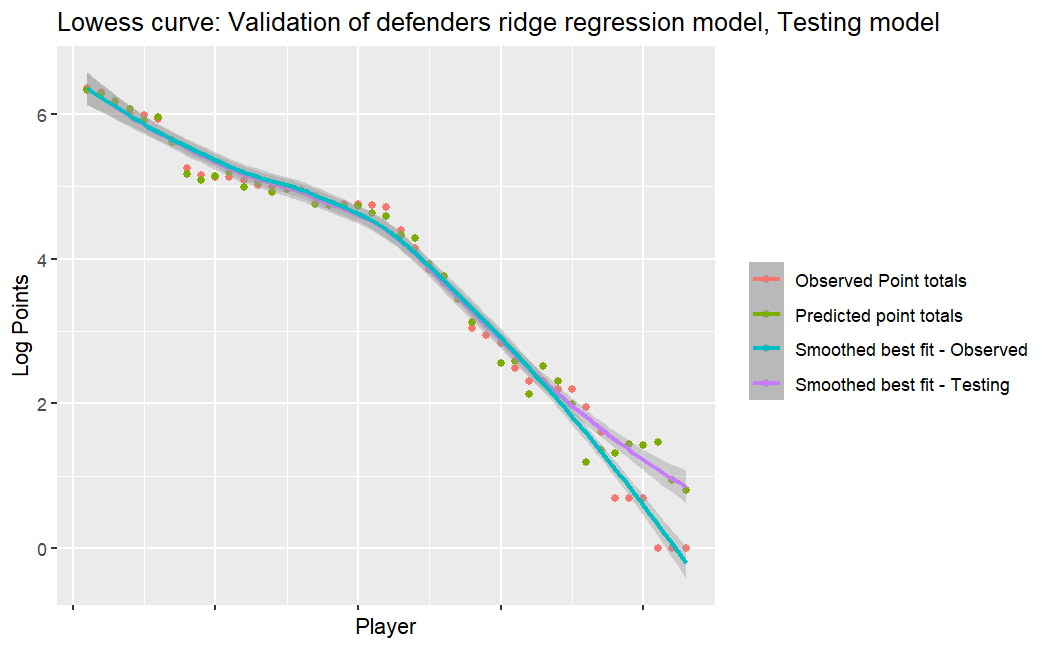 Lowess curve: Validation of defenders ridge regression model, Testing model
6
4
2
0
Log Points
Player
Observed Point totals
Predicted point totals
Smoothed best fit - Observed
Smoothed best fit - Testing